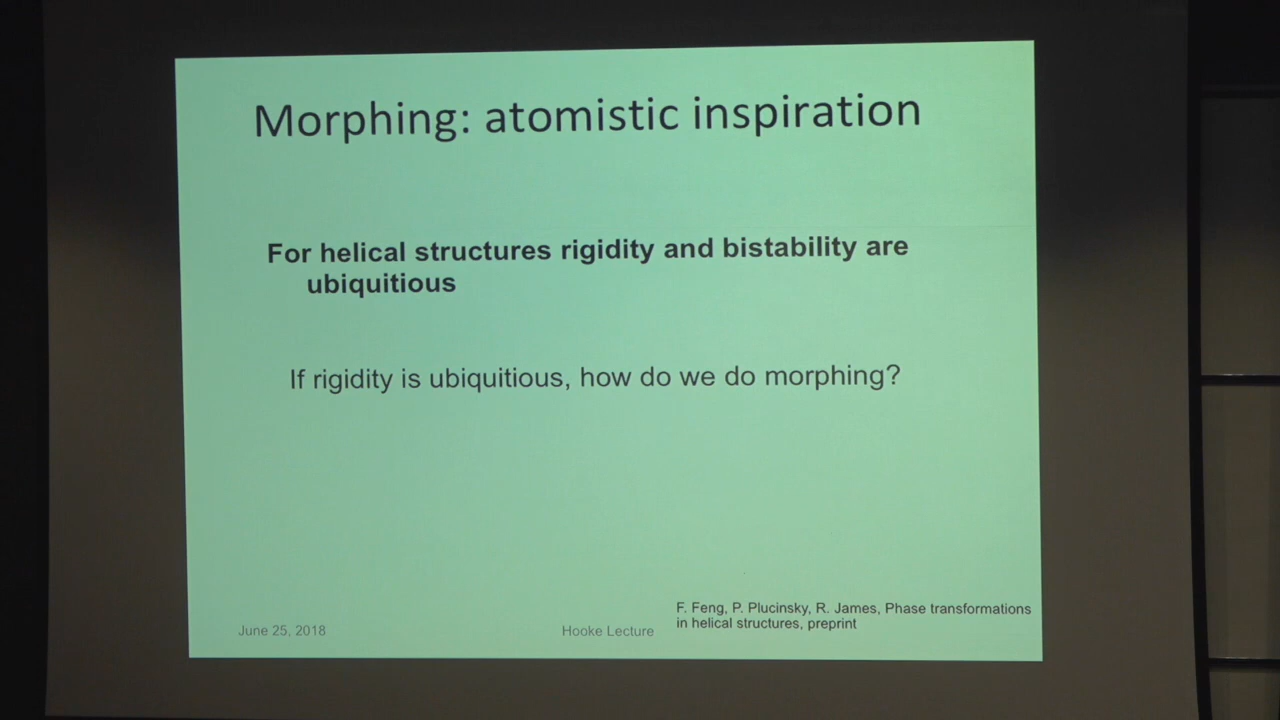 Morphing: atomistic inspiration
For helical structures rigidity and bistability are
ubiquitious
If rigidity is ubiquitious, how do we do morphing?
F. Feng, P. Plucinsky, R. James, Phase transformations
in helical structures, preprint
June 25, 2018
Hooke Lecture